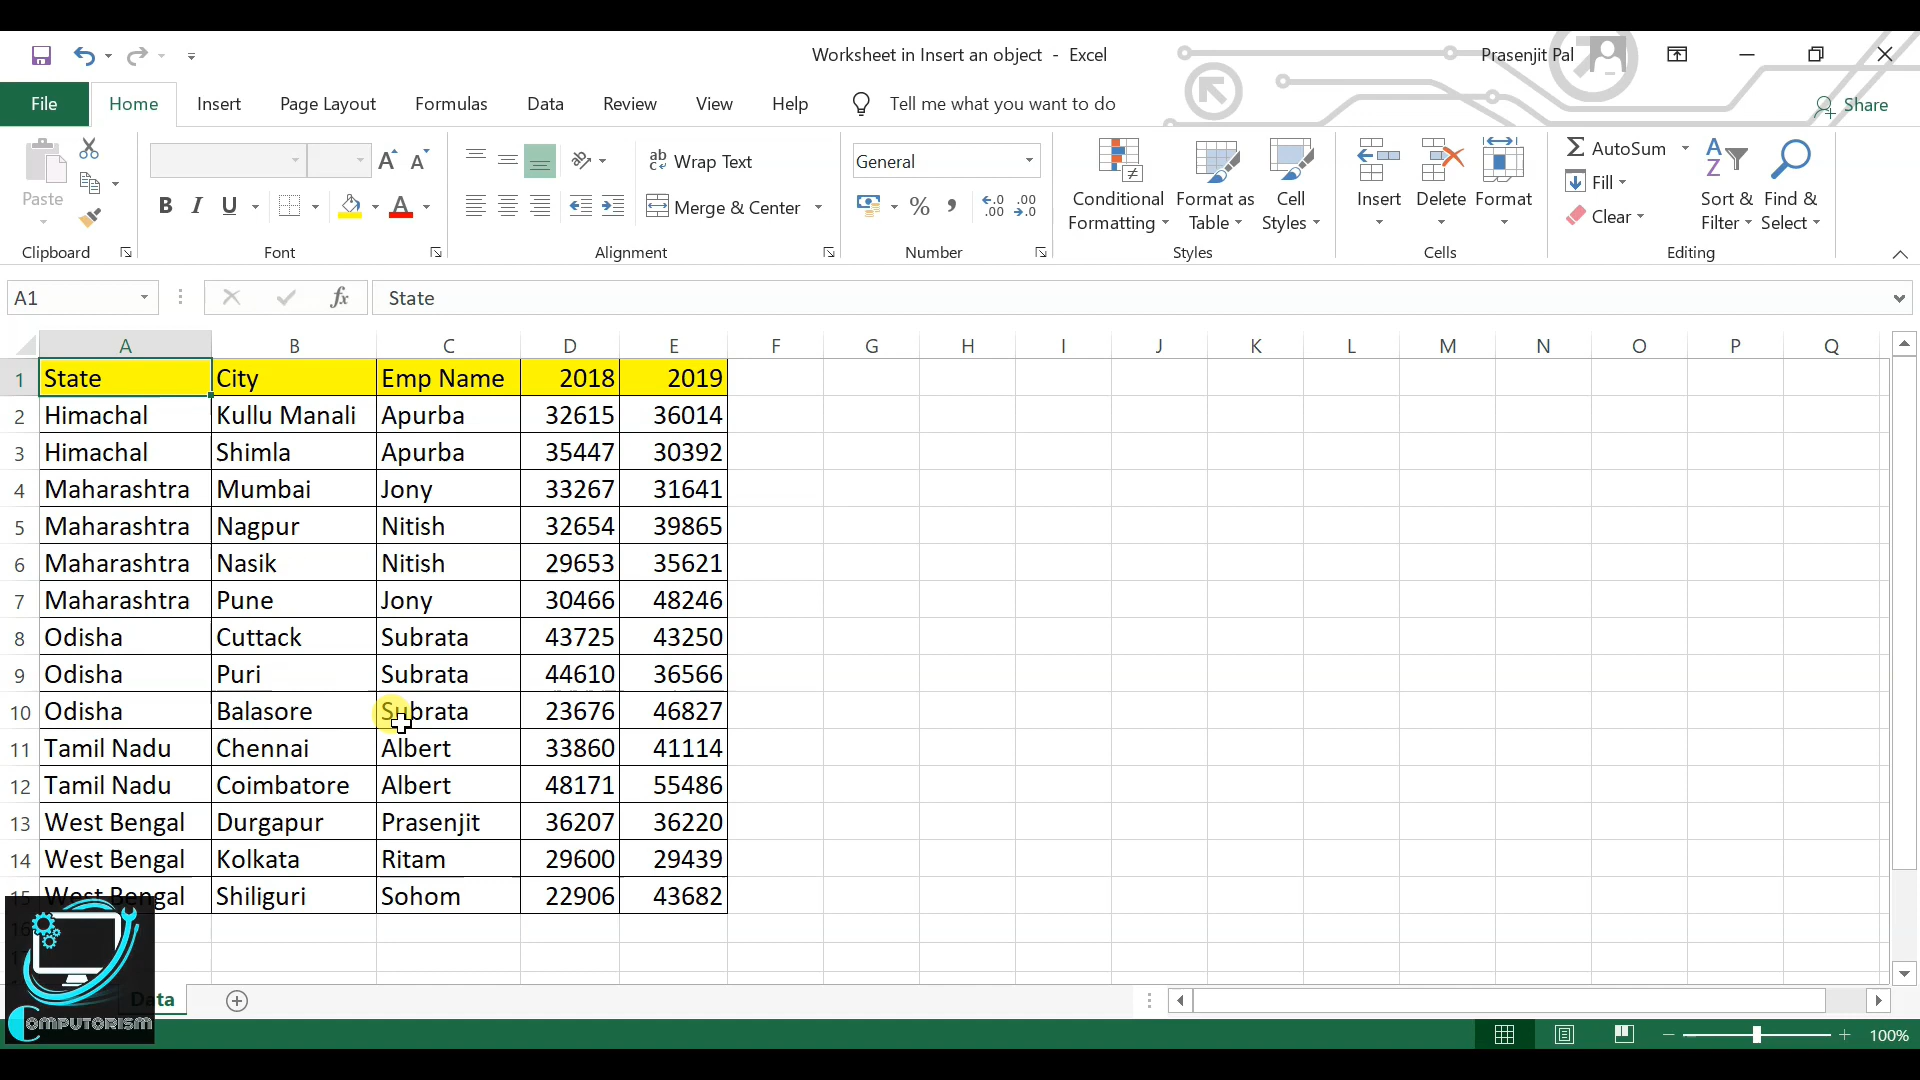 Worksheet in Insert an object - Excel
Prasenjit Pal
File Home Insert Page Layout Formulas Data Review View Help Tell me what you want to do
Share
Paste
Clipboard
B I U
Font
Wrap Text
Merge & Center
Alignment
General
Number
Conditional Formatting
Format as Table
Cell Styles
Styles
Insert
Delete
Format
Cells
AutoSum
Fill
Clear
Sort & Filter
Find & Select
Editing
A1
fx
State
A B C D E F G H I J K L M N O P Q
1 State City Emp Name 2018 2019
2 Himachal Kullu Manali Apurba 32615 36014
3 Himachal Shimla Apurba 35447 30392
4 Maharashtra Mumbai Jony 33267 31641
5 Maharashtra Nagpur Nitish 32654 39865
6 Maharashtra Nasik Nitish 29653 35621
7 Maharashtra Pune Jony 30466 48246
8 Odisha Cuttack Subrata 43725 43250
9 Odisha Puri Subrata 44610 36566
10 Odisha Balasore Subrata 23676 46827
11 Tamil Nadu Chennai Albert 33860 41114
12 Tamil Nadu Coimbatore Albert 48171 55486
13 West Bengal Durgapur Prasenjit 36207 36220
14 West Bengal Kolkata Ritam 29600 29439
15 West Bengal Shiliguri Sohom 22906 43682
16
Data
COMPUTORISM
100%